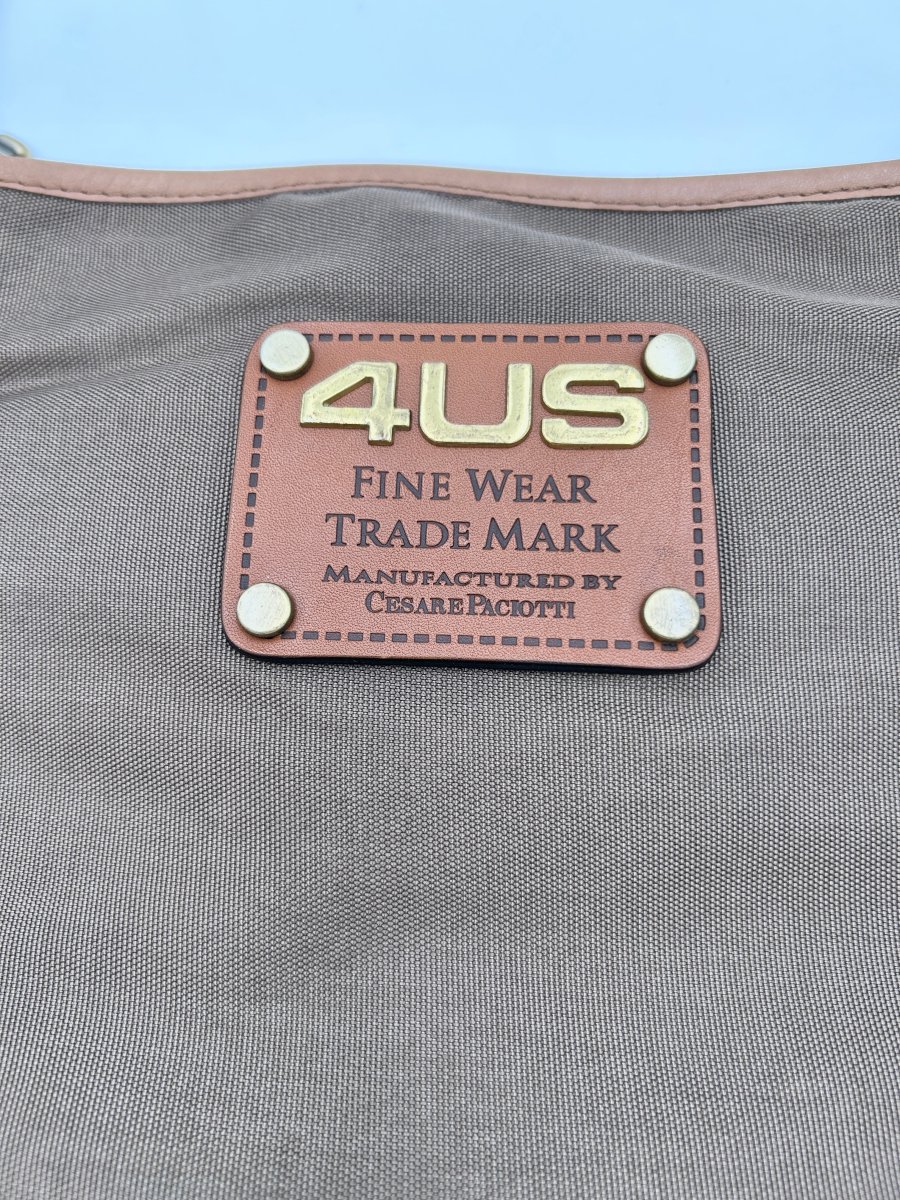 4US
FINE WEAR
TRADE MARK
MANUFACTURED BY
CESARE PACIOTTI